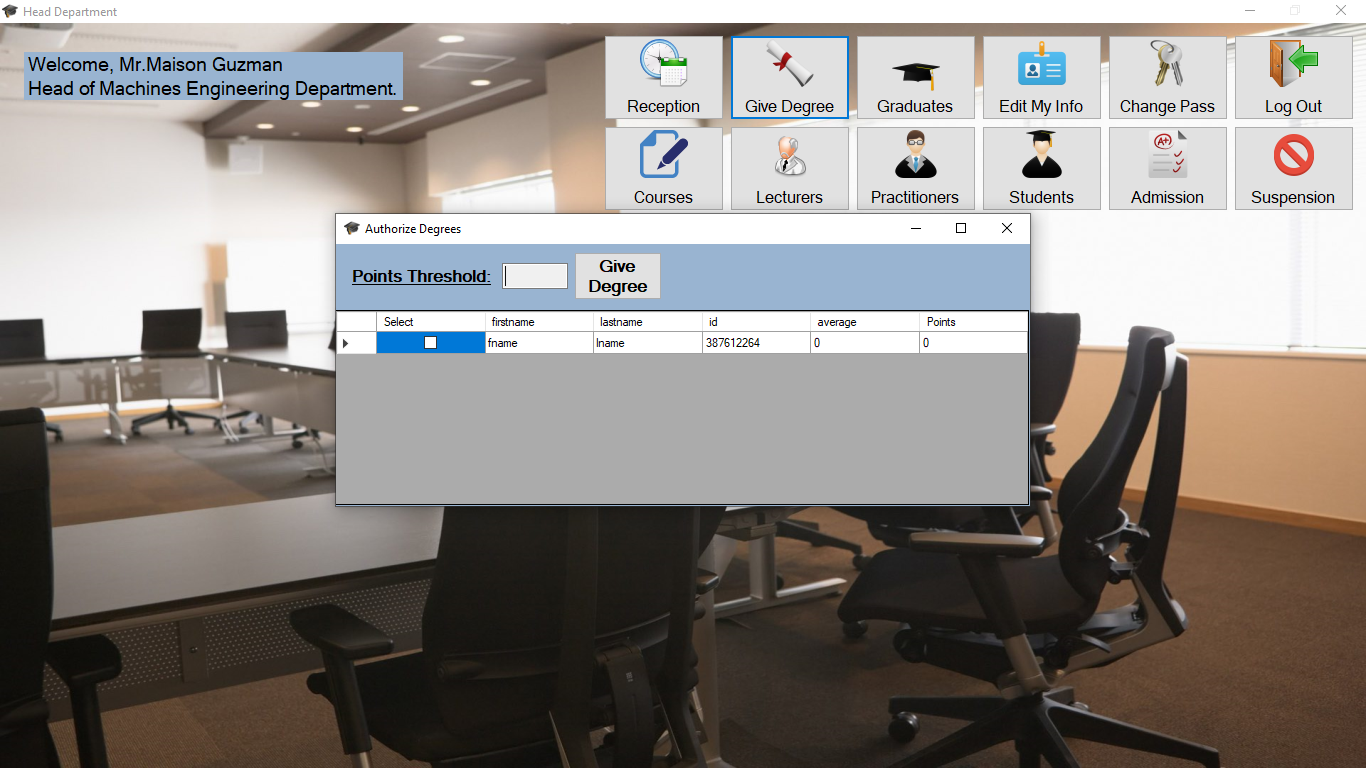 Head Department
Welcome, Mr.Maison Guzman
Head of Machines Engineering Department.
Reception
Give Degree
Graduates
Edit My Info
Change Pass
Log Out
A+
Courses
Lecturers
Practitioners
Students
Admission
Suspension
Authorize Degrees
Points Threshold:
Give
Degree
Select firstname lastname id average Points
fname lname 387612264 0 0